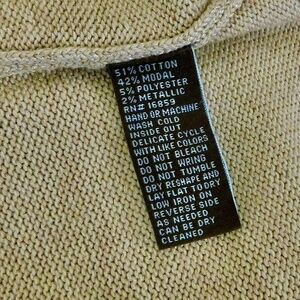 51% COTTON
42% MODAL
5% POLYESTER
2% METALLIC
RN# 16859
HAND OR MACHINE
WASH COLD
INSIDE OUT
DELICATE CYCLE
WITH LIKE COLORS
DO NOT BLEACH
DO NOT WRING
DO NOT TUMBLE
DRY RESHAPE AND
LAY FLAT TO DRY
LOW IRON ON
REVERSE SIDE
AS NEEDED
CAN BE DRY
CLEANED